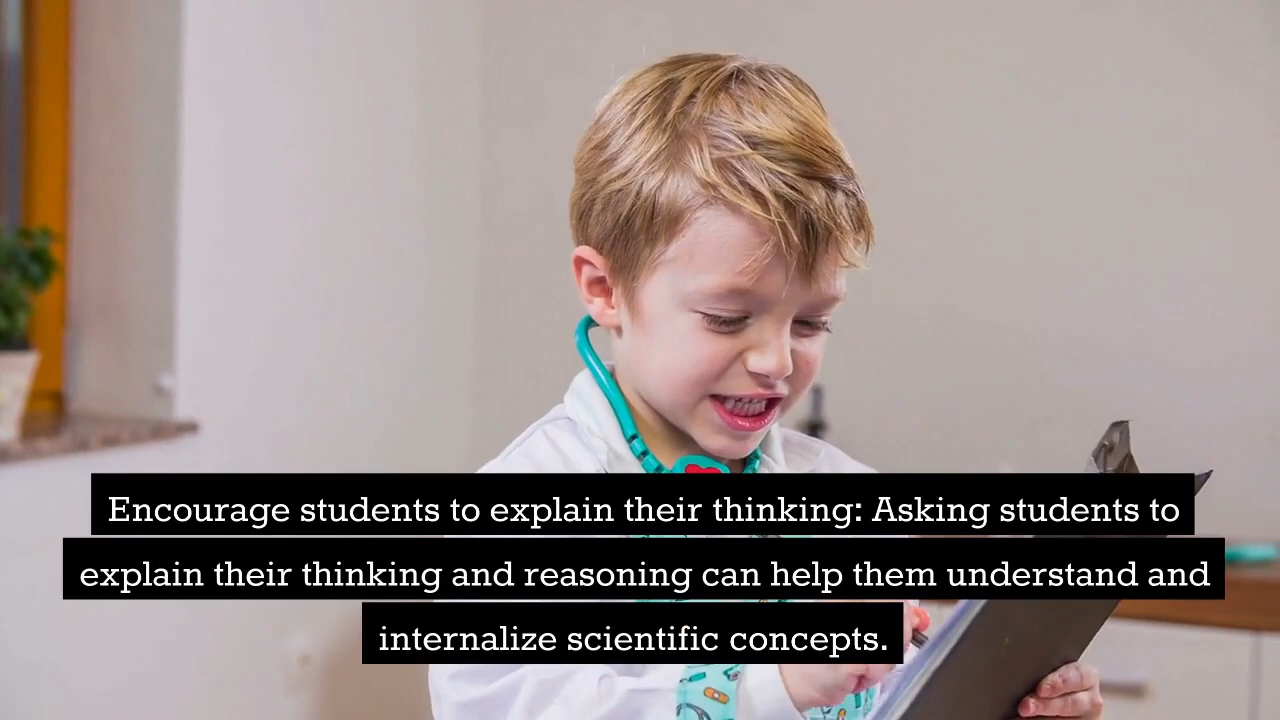 Encourage students to explain their thinking: Asking students to
explain their thinking and reasoning can help them understand and
internalize scientific concepts.